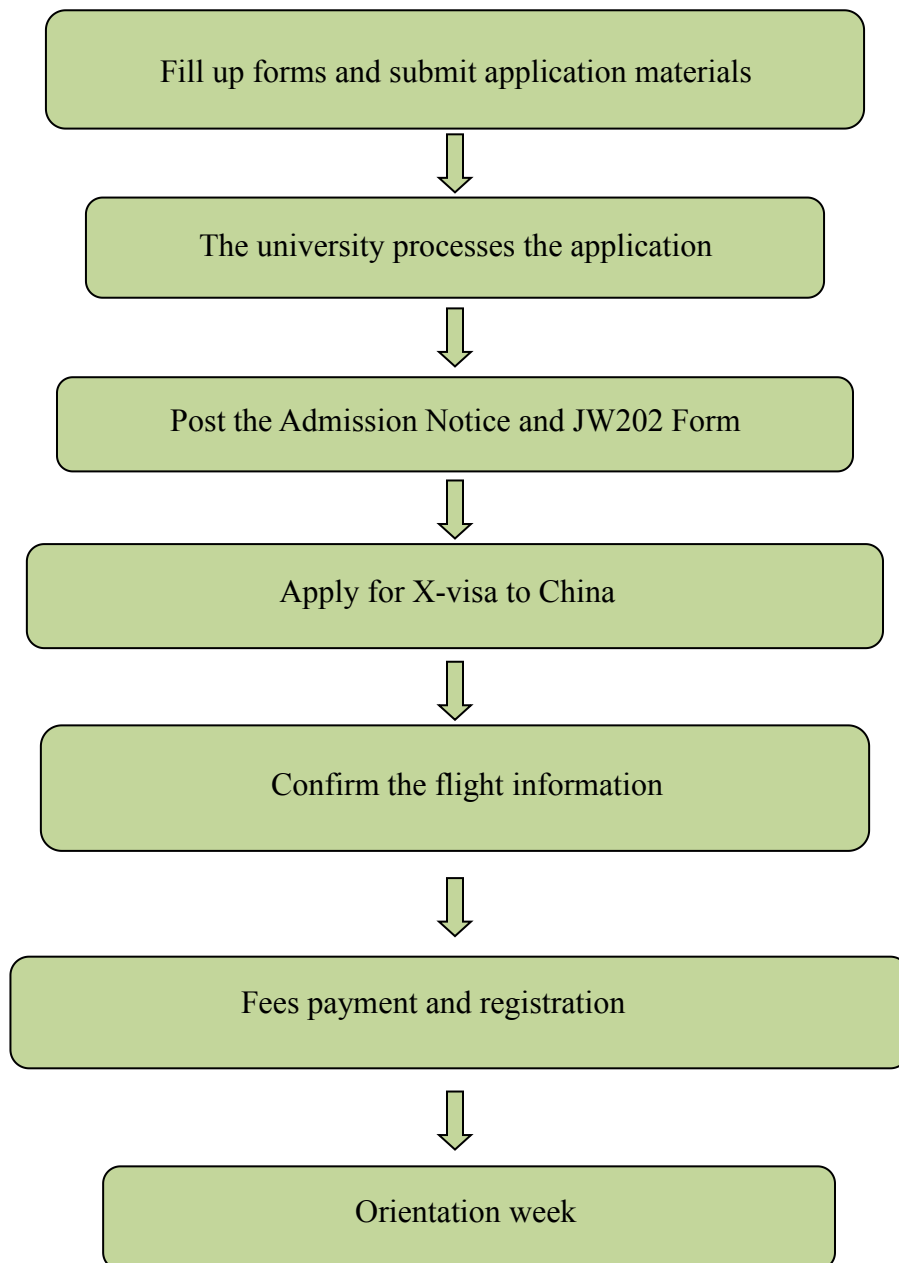 Fill up forms and submit application materials
The university processes the application
Post the Admission Notice and JW202 Form
Apply for X-visa to China
Confirm the flight information
Fees payment and registration
Orientation week